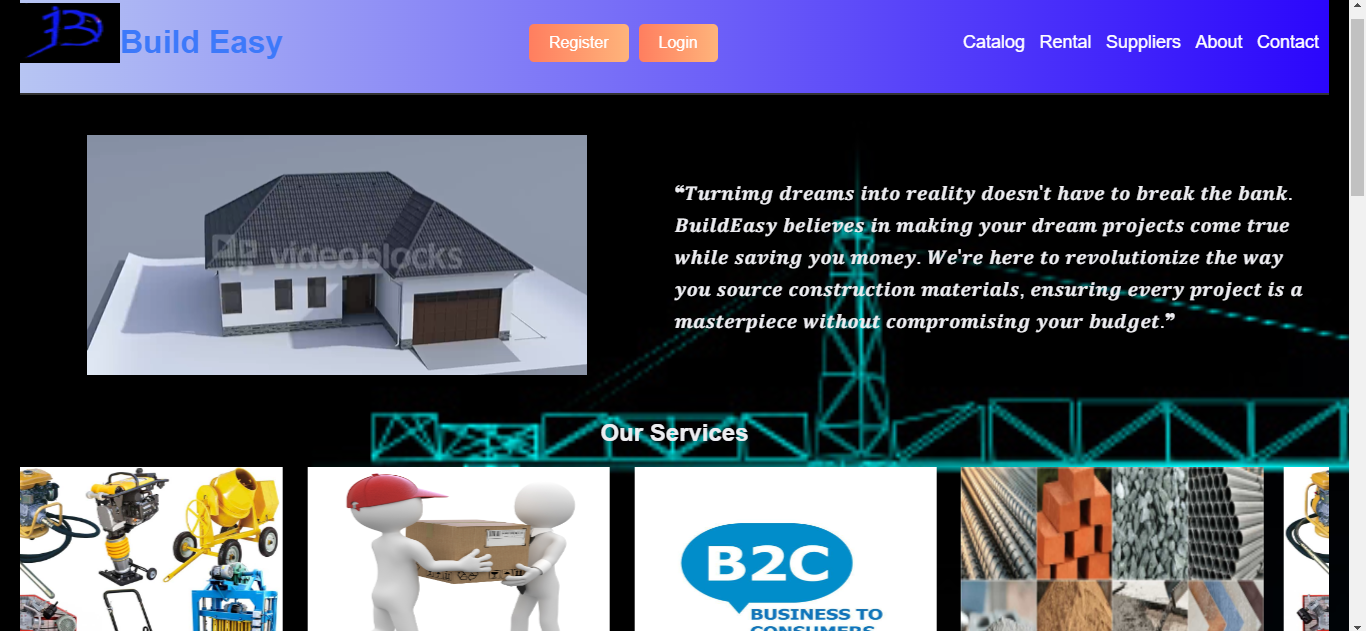 Build Easy
Register
Login
Catalog
Rental
Suppliers
About
Contact
videoblocks
❝Turnimg dreams into reality doesn't have to break the bank.
BuildEasy believes in making your dream projects come true
while saving you money. We're here to revolutionize the way
you source construction materials, ensuring every project is a
masterpiece without compromising your budget.❞
Our Services
B2C
BUSINESS TO
CONSUMERS